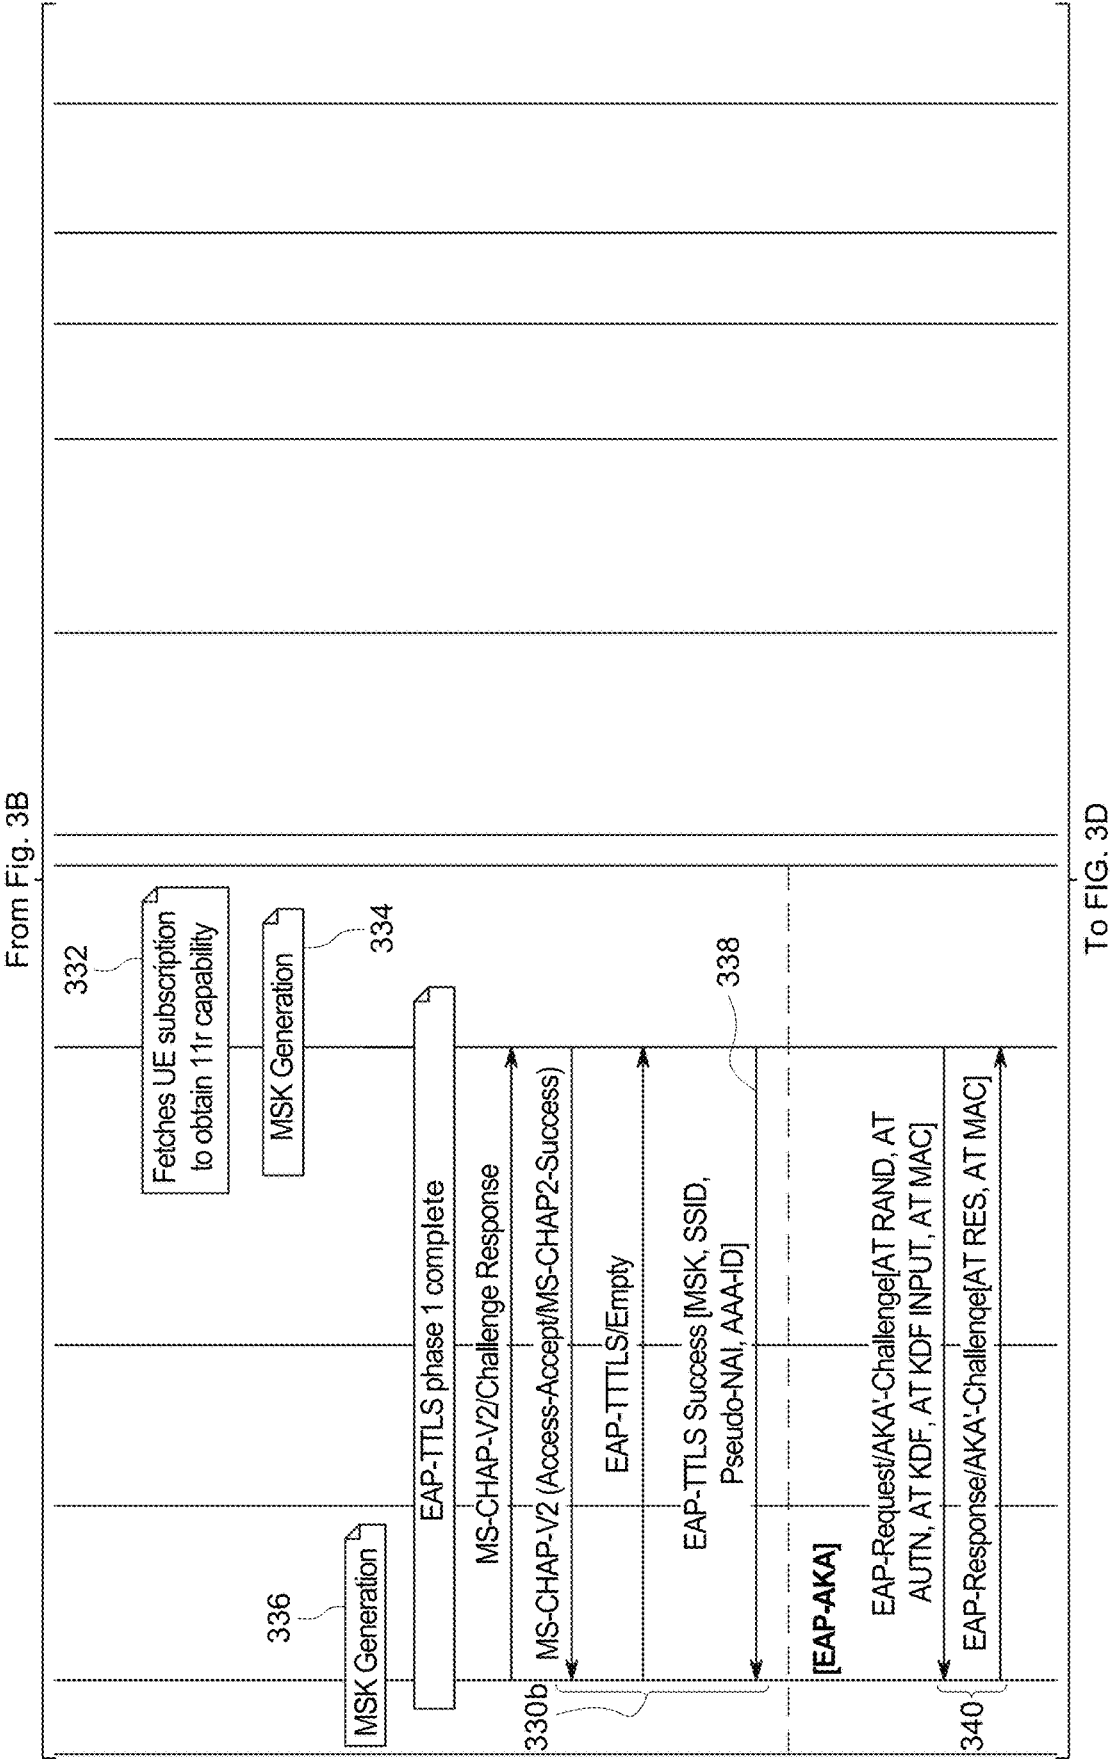 From Fig. 3B
332
Fetches UE subscription
to obtain 11r capability
MSK Generation
334
336
MSK Generation
EAP-TTLS phase 1 complete
MS-CHAP-V2/Challenge Response
330b
MS-CHAP-V2 (Access-Accept/MS-CHAP2-Success)
EAP-TTTLS/Empty
EAP-TTLS Success [MSK, SSID,
Pseudo-NAI, AAA-ID]
338
[EAP-AKA]
EAP-Request/AKA'-Challenge[AT RAND, AT
AUTN, AT KDF, AT KDF INPUT, AT MAC]
340
EAP-Response/AKA'-Challenge[AT RES, AT MAC]
To FIG. 3D